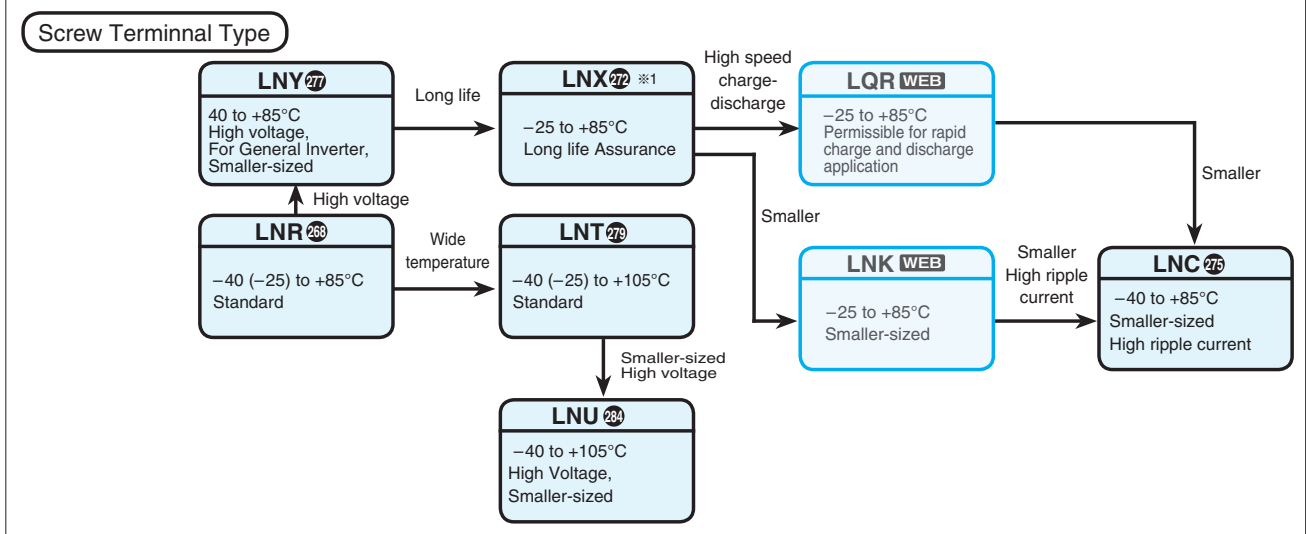 Screw Terminnal Type
LNY 277
40 to +85°C
High voltage,
For General Inverter,
Smaller-sized
Long life
LNX 272 ※1
−25 to +85°C
Long life Assurance
High speed
charge-
discharge
LQR WEB
−25 to +85°C
Permissible for rapid
charge and discharge
application
Smaller
High voltage
LNR 268
−40 (−25) to +85°C
Standard
Wide
temperature
LNT 279
−40 (−25) to +105°C
Standard
Smaller
LNK WEB
−25 to +85°C
Smaller-sized
Smaller
High ripple
current
LNC 275
−40 to +85°C
Smaller-sized
High ripple current
Smaller-sized
High voltage
LNU 284
−40 to +105°C
High Voltage,
Smaller-sized